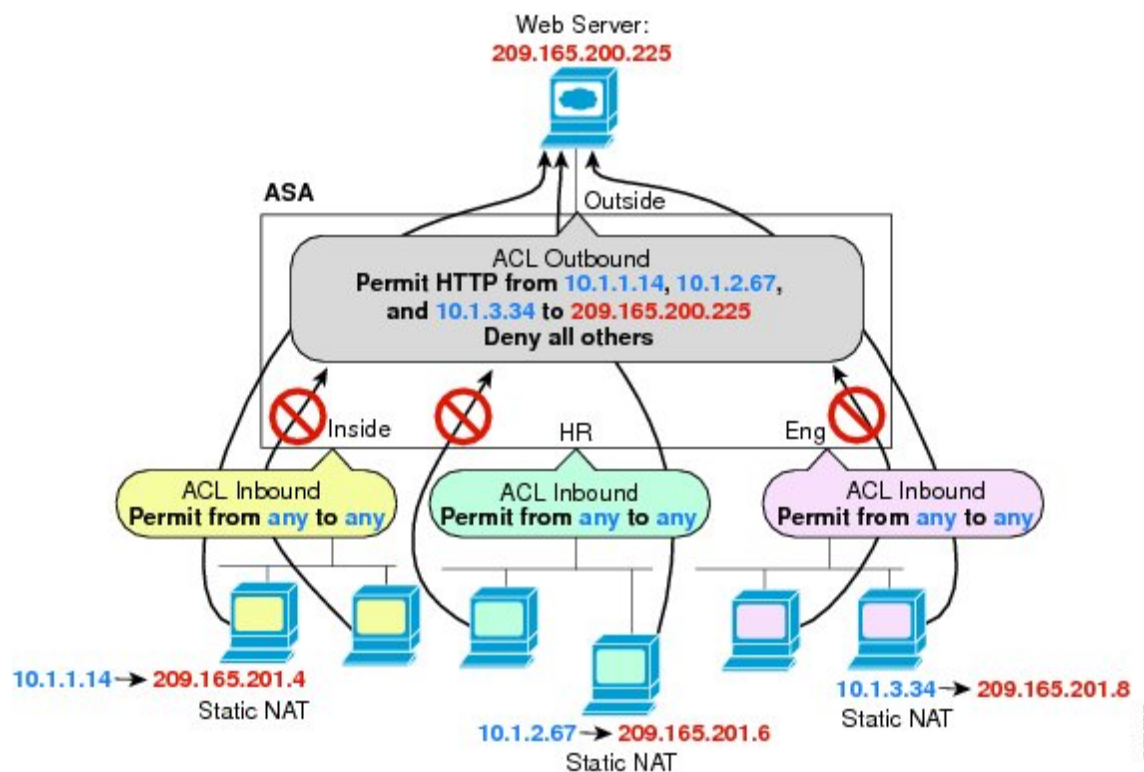 Web Server:
209.165.200.225
ASA
Outside
ACL Outbound
Permit HTTP from 10.1.1.14, 10.1.2.67,
and 10.1.3.34 to 209.165.200.225
Deny all others
Inside
HR
Eng
ACL Inbound
Permit from any to any
ACL Inbound
Permit from any to any
ACL Inbound
Permit from any to any
10.1.1.14 → 209.165.201.4
Static NAT
10.1.2.67 → 209.165.201.6
Static NAT
10.1.3.34 → 209.165.201.8
Static NAT